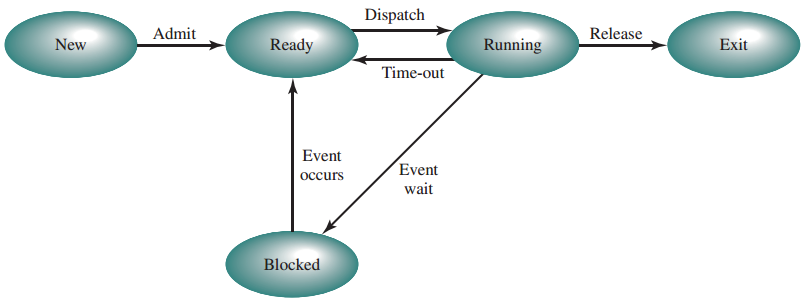 Dispatch
Admit
Release
New
Ready
Running
Exit
Time-out
Event
occurs
Event
wait
Blocked